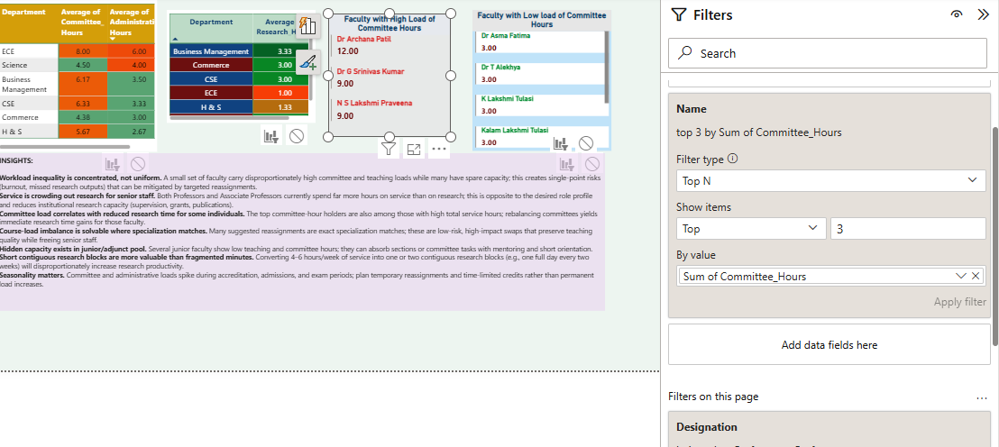 Department Average of Committee_ Hours Average of Administrati Hours
ECE 8.00 6.00
Science 4.50 4.00
Business Management 6.17 3.50
CSE 6.33 3.33
Commerce 4.38 3.00
H & S 5.67 2.67
Department Average Research H
Business Management 3.33
Commerce 3.00
CSE 3.00
ECE 1.00
H & S 1.33
Faculty with High Load of
Committee Hours
Dr Archana Patil
12.00
Dr G Srinivas Kumar
9.00
N S Lakshmi Praveena
9.00
Faculty with Low load of Committee
Hours
Dr Asma Fatima
3.00
Dr T Alekhya
3.00
K Lakshmi Tulasi
3.00
Kalam Lakshmi Tulasi
3.00
INSIGHTS:
Workload inequality is concentrated, not uniform. A small set of faculty carry disproportionately high committee and teaching loads while many have spare capacity; this creates single-point risks
(burnout, missed research outputs) that can be mitigated by targeted reassignments.
Service is crowding out research for senior staff. Both Professors and Associate Professors currently spend far more hours on service than on research; this is opposite to the desired role profile
and reduces institutional research capacity (supervision, grants, publications).
Committee load correlates with reduced research time for some individuals. The top committee-hour holders are also among those with high total service hours; rebalancing committees yields
immediate research time gains for those faculty.
Course-load imbalance is solvable where specialization matches. Many suggested reassignments are exact specialization matches; these are low-risk, high-impact swaps that preserve teaching
quality while freeing senior staff.
Hidden capacity exists in junior/adjunct pool. Several junior faculty show low teaching and committee hours; they can absorb sections or committee tasks with mentoring and short orientation.
Short contiguous research blocks are more valuable than fragmented minutes. Converting 4-6 hours/week of service into one or two contiguous research blocks (e.g., one full day every two
weeks) will disproportionately increase research productivity.
Seasonality matters. Committee and administrative loads spike during accreditation, admissions, and exam periods; plan temporary reassignments and time-limited credits rather than permanent
load increases.
Filters
Search
Name
top 3 by Sum of Committee_Hours
Filter type
Top N
Show items
Top 3
By value
Sum of Committee_Hours
Apply filter
Add data fields here
Filters on this page
Designation